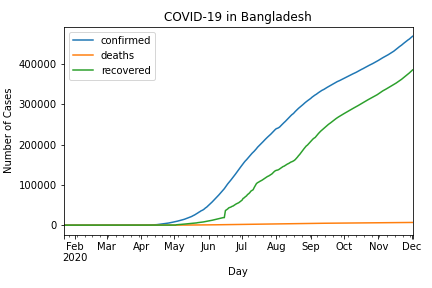 COVID-19 in Bangladesh
confirmed
deaths
recovered
Number of Cases
400000
300000
200000
100000
0
Feb Mar Apr May Jun Jul Aug Sep Oct Nov Dec
2020
Day